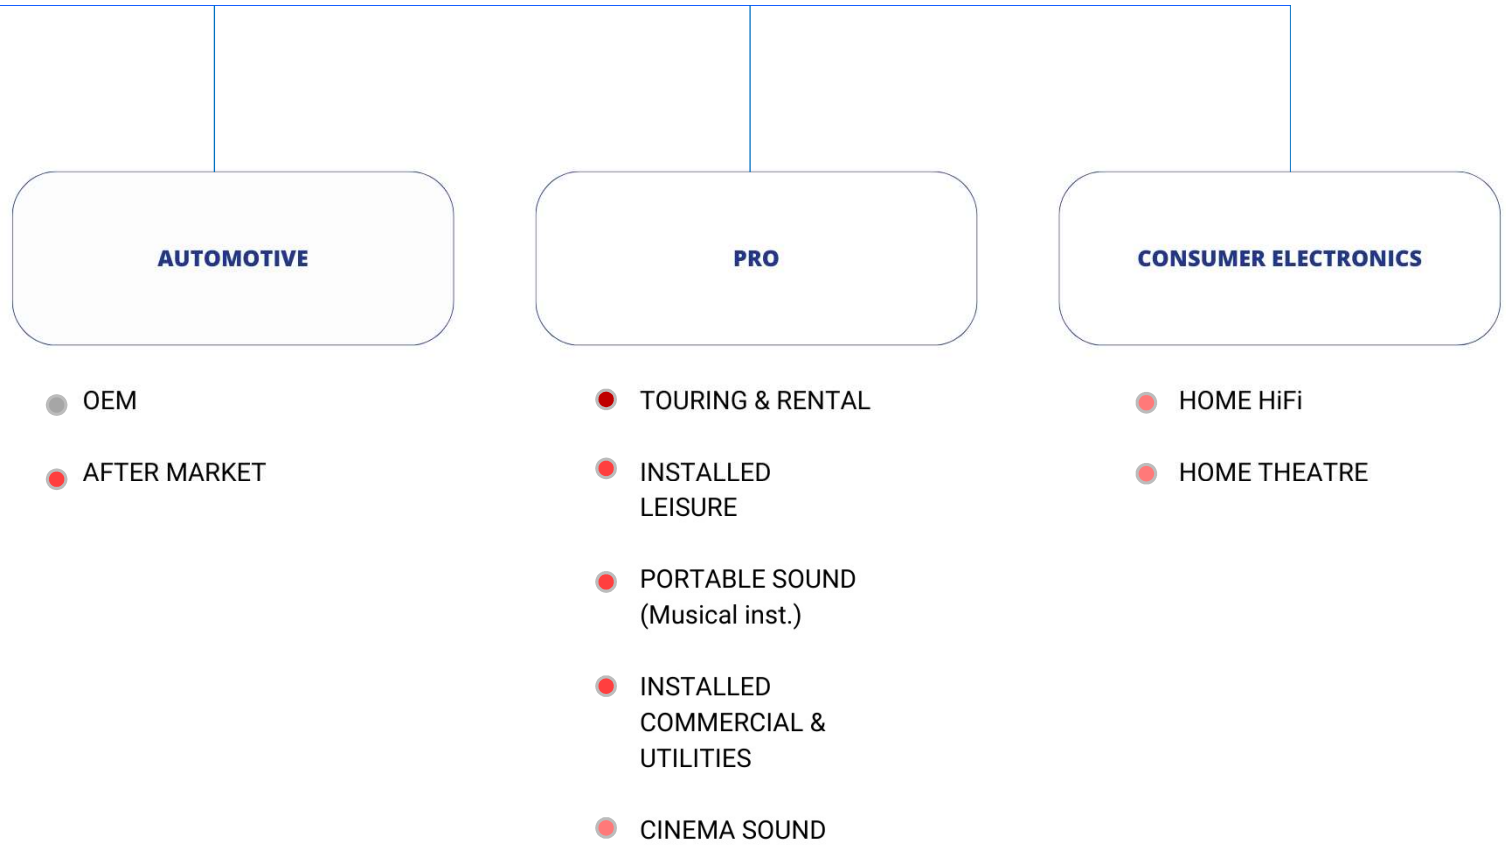 AUTOMOTIVE
OEM
AFTER MARKET
PRO
TOURING & RENTAL
INSTALLED
LEISURE
PORTABLE SOUND
(Musical inst.)
INSTALLED
COMMERCIAL &
UTILITIES
CINEMA SOUND
CONSUMER ELECTRONICS
HOME HiFi
HOME THEATRE